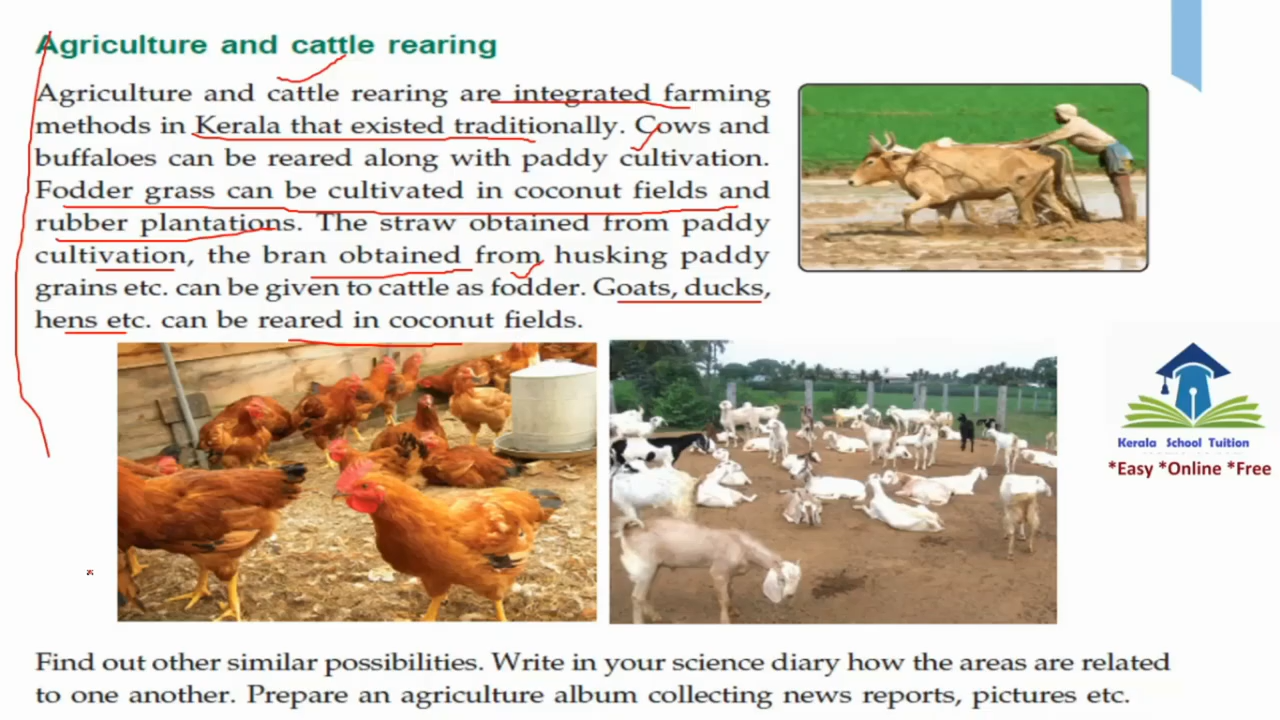 Agriculture and cattle rearing
Agriculture and cattle rearing are integrated farming
methods in Kerala that existed traditionally. Cows and
buffaloes can be reared along with paddy cultivation.
Fodder grass can be cultivated in coconut fields and
rubber plantations. The straw obtained from paddy
cultivation, the bran obtained from husking paddy
grains etc. can be given to cattle as fodder. Goats, ducks,
hens etc. can be reared in coconut fields.
Kerala School Tuition
*Easy *Online *Free
Find out other similar possibilities. Write in your science diary how the areas are related
to one another. Prepare an agriculture album collecting news reports, pictures etc.